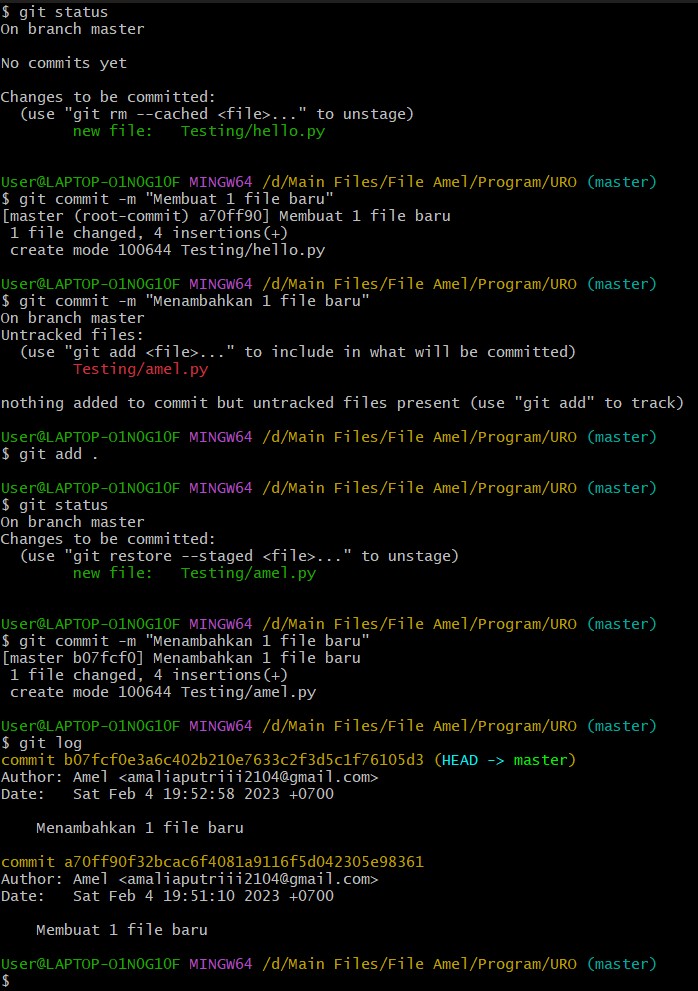 $ git status
On branch master

No commits yet

Changes to be committed:
  (use "git rm --cached <file>..." to unstage)
        new file:   Testing/hello.py


User@LAPTOP-O1N0G1OF MINGW64 /d/Main Files/File Amel/Program/URO (master)
$ git commit -m "Membuat 1 file baru"
[master (root-commit) a70ff90] Membuat 1 file baru
 1 file changed, 4 insertions(+)
 create mode 100644 Testing/hello.py

User@LAPTOP-O1N0G1OF MINGW64 /d/Main Files/File Amel/Program/URO (master)
$ git commit -m "Menambahkan 1 file baru"
On branch master
Untracked files:
  (use "git add <file>..." to include in what will be committed)
        Testing/amel.py

nothing added to commit but untracked files present (use "git add" to track)

User@LAPTOP-O1N0G1OF MINGW64 /d/Main Files/File Amel/Program/URO (master)
$ git add .

User@LAPTOP-O1N0G1OF MINGW64 /d/Main Files/File Amel/Program/URO (master)
$ git status
On branch master
Changes to be committed:
  (use "git restore --staged <file>..." to unstage)
        new file:   Testing/amel.py


User@LAPTOP-O1N0G1OF MINGW64 /d/Main Files/File Amel/Program/URO (master)
$ git commit -m "Menambahkan 1 file baru"
[master b07fcf0] Menambahkan 1 file baru
 1 file changed, 4 insertions(+)
 create mode 100644 Testing/amel.py

User@LAPTOP-O1N0G1OF MINGW64 /d/Main Files/File Amel/Program/URO (master)
$ git log
commit b07fcf0e3a6c402b210e7633c2f3d5c1f76105d3 (HEAD -> master)
Author: Amel <amaliaputriii2104@gmail.com>
Date:   Sat Feb 4 19:52:58 2023 +0700

    Menambahkan 1 file baru

commit a70ff90f32bcac6f4081a9116f5d042305e98361
Author: Amel <amaliaputriii2104@gmail.com>
Date:   Sat Feb 4 19:51:10 2023 +0700

    Membuat 1 file baru

User@LAPTOP-O1N0G1OF MINGW64 /d/Main Files/File Amel/Program/URO (master)
$